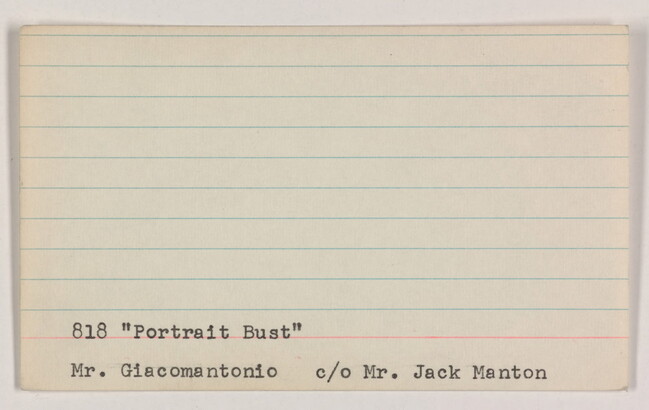 818 "Portrait Bust"
Mr. Giacomantonio c/o Mr. Jack Manton